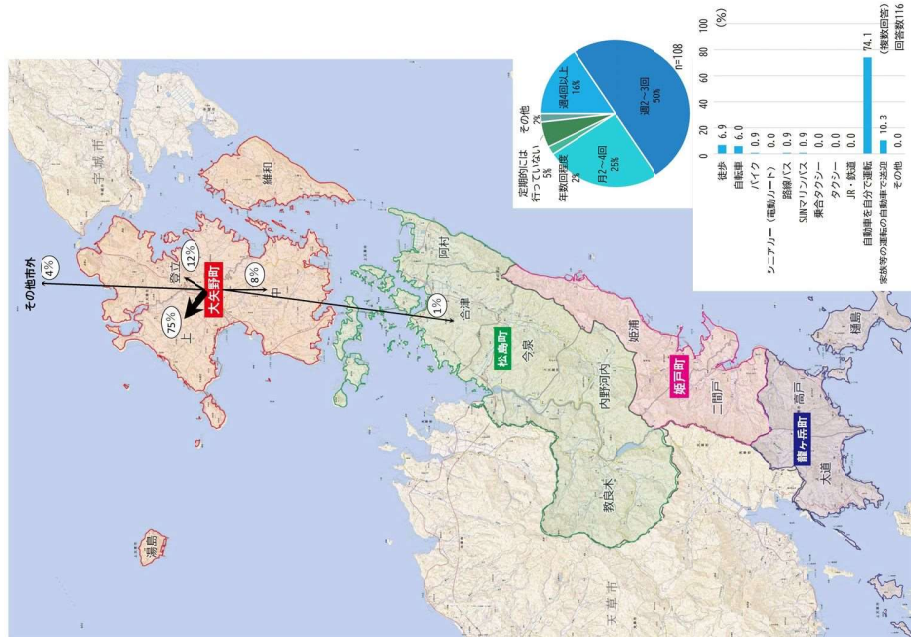 その他市外
4%
宇城市
維和
登立
12%
大矢野町
75%
上
8%
中
湯島
阿村
1%
合津
松島町
今泉
姫浦
内野河内
姫戸町
二間戸
教良木
樋島
高戸
龍ヶ岳町
大道
天草市
定期的には
行っていない
5%
その他
2%
年数回程度
2%
週4回以上
16%
月2〜4回
25%
週2〜3回
50%
n=108
(%)
0
20
40
60
80
100
徒歩 6.9
自転車 6.0
バイク 0.9
シニアカー（電動カート） 0.0
路線バス 0.9
SUNマリンバス 0.9
乗合タクシー 0.0
タクシー 0.0
JR・鉄道 0.0
自動車を自分で運転 74.1
家族等の運転の自動車で送迎 10.3
その他 0.0
（複数回答）
回答数116